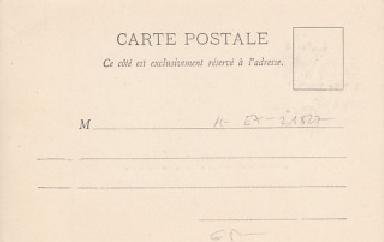 CARTE POSTALE
Ce côté est exclusivement réservé à l'adresse.
M